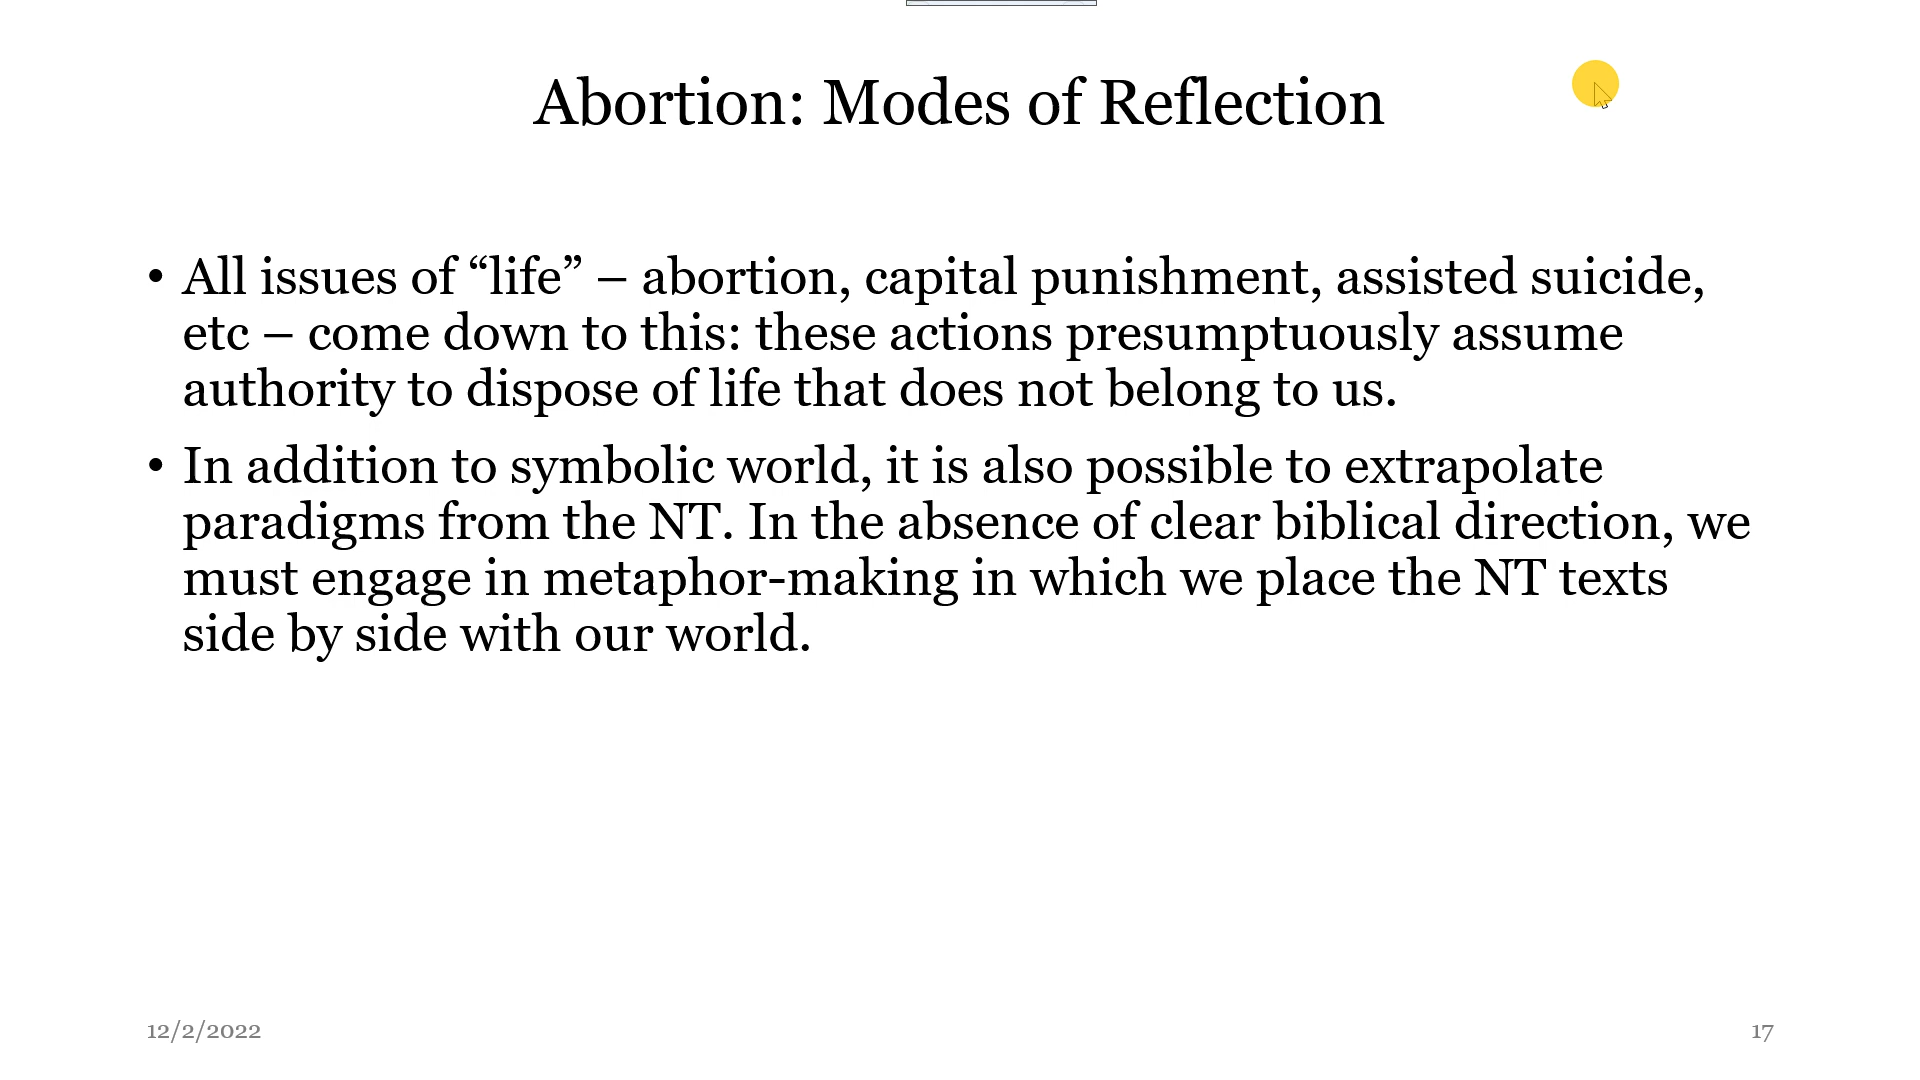 Abortion: Modes of Reflection
• All issues of “life” – abortion, capital punishment, assisted suicide,
etc – come down to this: these actions presumptuously assume
authority to dispose of life that does not belong to us.
• In addition to symbolic world, it is also possible to extrapolate
paradigms from the NT. In the absence of clear biblical direction, we
must engage in metaphor-making in which we place the NT texts
side by side with our world.
12/2/2022
17